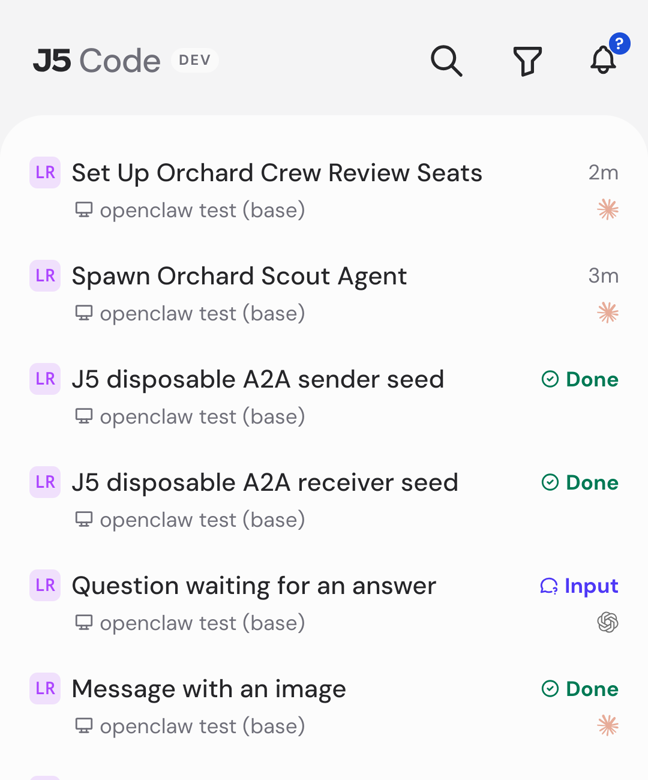 J5 Code DEV
?
LR Set Up Orchard Crew Review Seats 2m
openclaw test (base)
LR Spawn Orchard Scout Agent 3m
openclaw test (base)
LR J5 disposable A2A sender seed Done
openclaw test (base)
LR J5 disposable A2A receiver seed Done
openclaw test (base)
LR Question waiting for an answer Input
openclaw test (base)
LR Message with an image Done
openclaw test (base)